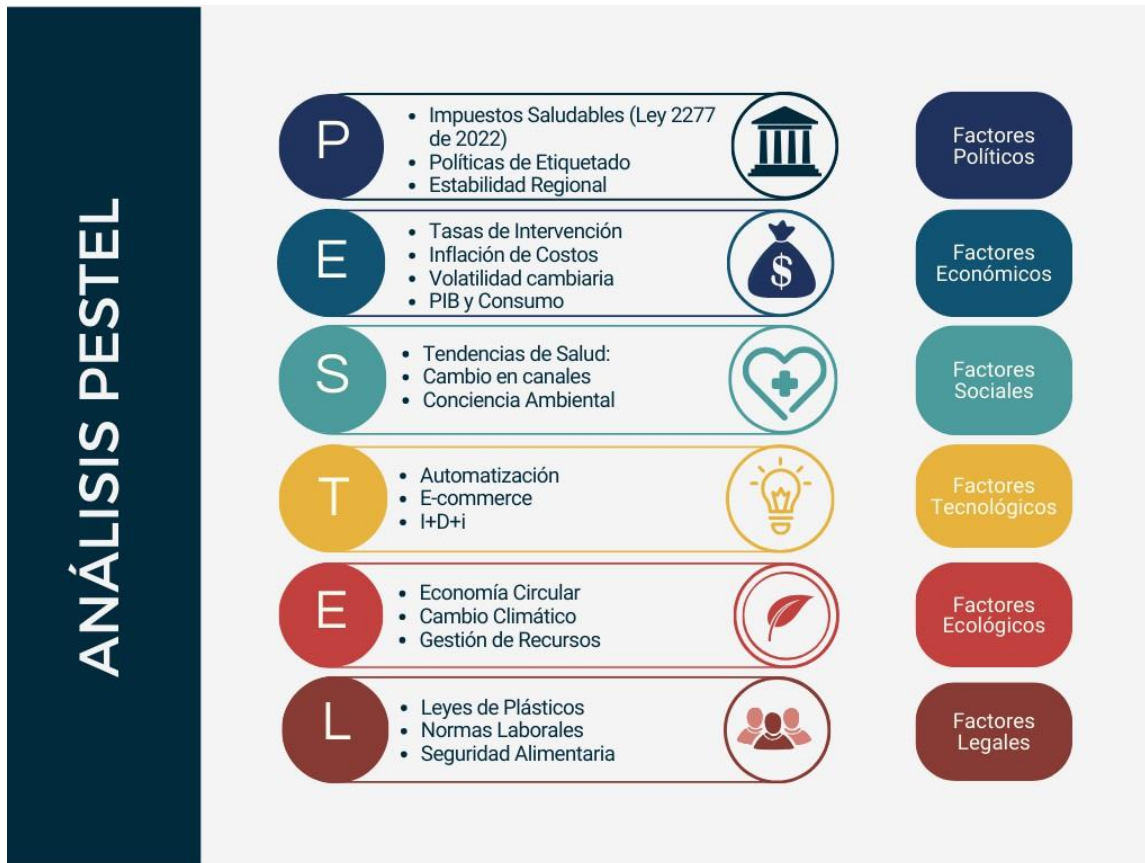 ANÁLISIS PESTEL
P
• Impuestos Saludables (Ley 2277
de 2022)
• Políticas de Etiquetado
• Estabilidad Regional
Factores
Políticos
E
• Tasas de Intervención
• Inflación de Costos
• Volatilidad cambiaria
• PIB y Consumo
$
Factores
Económicos
S
• Tendencias de Salud:
• Cambio en canales
• Conciencia Ambiental
Factores
Sociales
T
• Automatización
• E-commerce
• I+D+i
Factores
Tecnológicos
E
• Economía Circular
• Cambio Climático
• Gestión de Recursos
Factores
Ecológicos
L
• Leyes de Plásticos
• Normas Laborales
• Seguridad Alimentaria
Factores
Legales